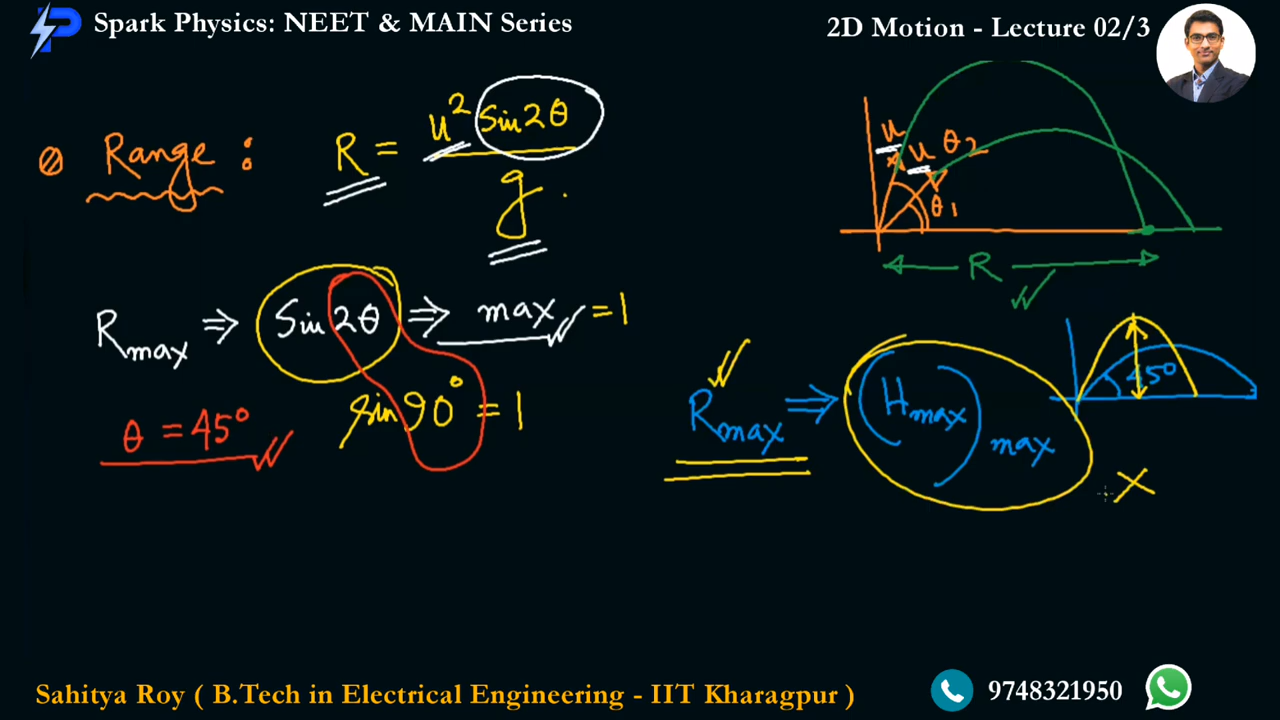 Spark Physics: NEET & MAIN Series
2D Motion - Lecture 02/3
Range : R = u² Sin2θ / g
u u θ2
θ1
R
Rmax ⇒ Sin2θ ⇒ max = 1
sin90° = 1
θ = 45°
Rmax ⇒ (Hmax) max
45°
Sahitya Roy ( B.Tech in Electrical Engineering - IIT Kharagpur )
9748321950